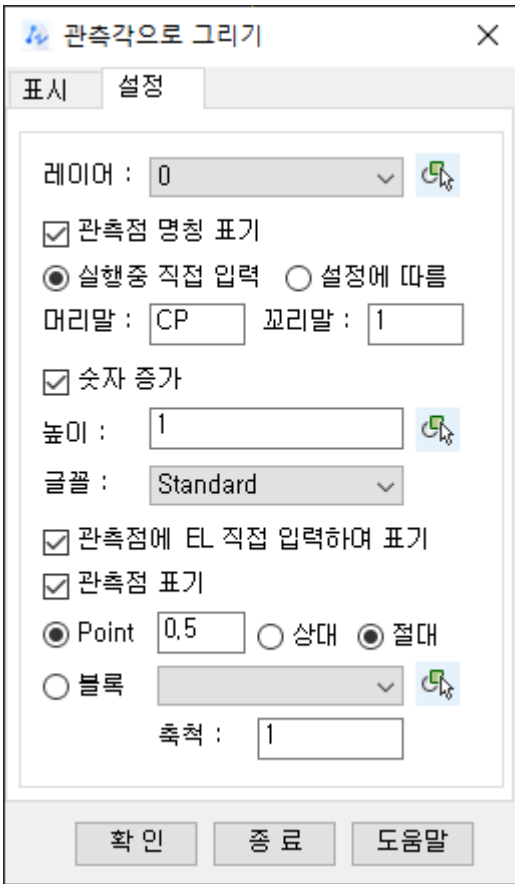 관측각으로 그리기
표시 설정
레이어 : 0
관측점 명칭 표기
실행중 직접 입력 설정에 따름
머리말 : CP 꼬리말 : 1
숫자 증가
높이 : 1
글꼴 : Standard
관측점에 EL 직접 입력하며 표기
관측점 표기
Point 0.5 상대 절대
블록
축척 : 1
확 인 종 료 도움말